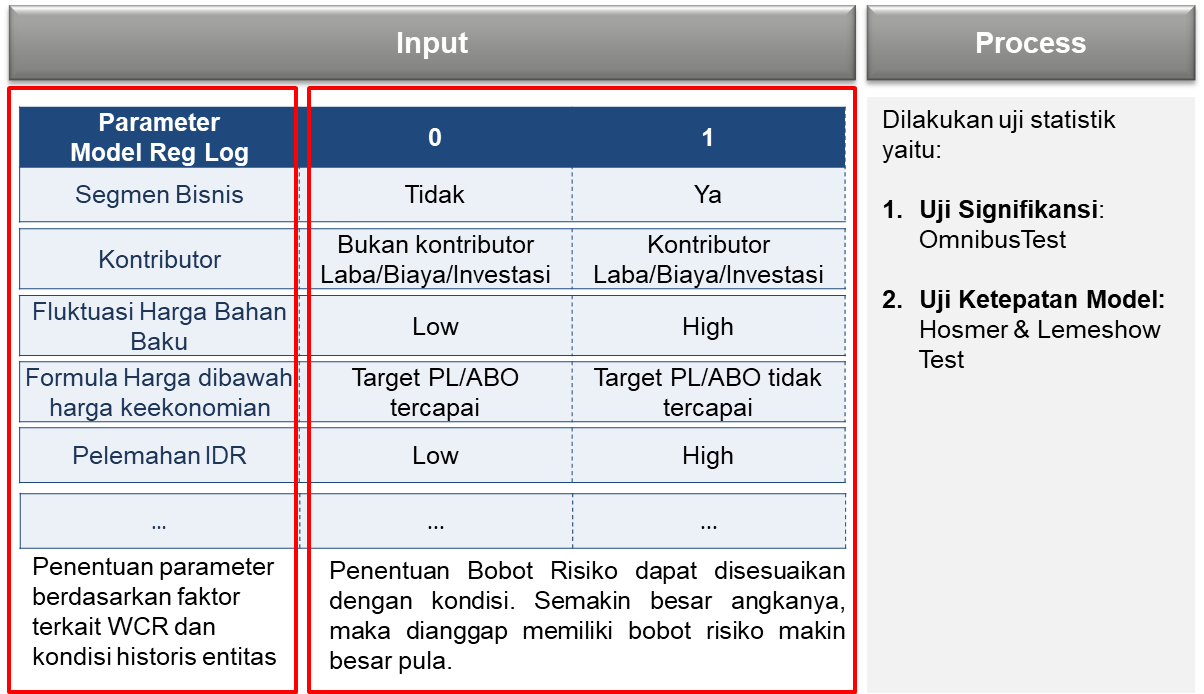 Input
Process
Parameter
Model Reg Log
0
1
Segmen Bisnis
Tidak
Ya
Kontributor
Bukan kontributor
Laba/Biaya/Investasi
Kontributor
Laba/Biaya/Investasi
Fluktuasi Harga Bahan
Baku
Low
High
Formula Harga dibawah
harga keekonomian
Target PL/ABO
tercapai
Target PL/ABO tidak
tercapai
Pelemahan IDR
Low
High
...
...
...
Penentuan parameter
berdasarkan faktor
terkait WCR dan
kondisi historis entitas
Penentuan Bobot Risiko dapat disesuaikan
dengan kondisi. Semakin besar angkanya,
maka dianggap memiliki bobot risiko makin
besar pula.
Dilakukan uji statistik
yaitu:
1. Uji Signifikansi:
OmnibusTest
2. Uji Ketepatan Model:
Hosmer & Lemeshow
Test